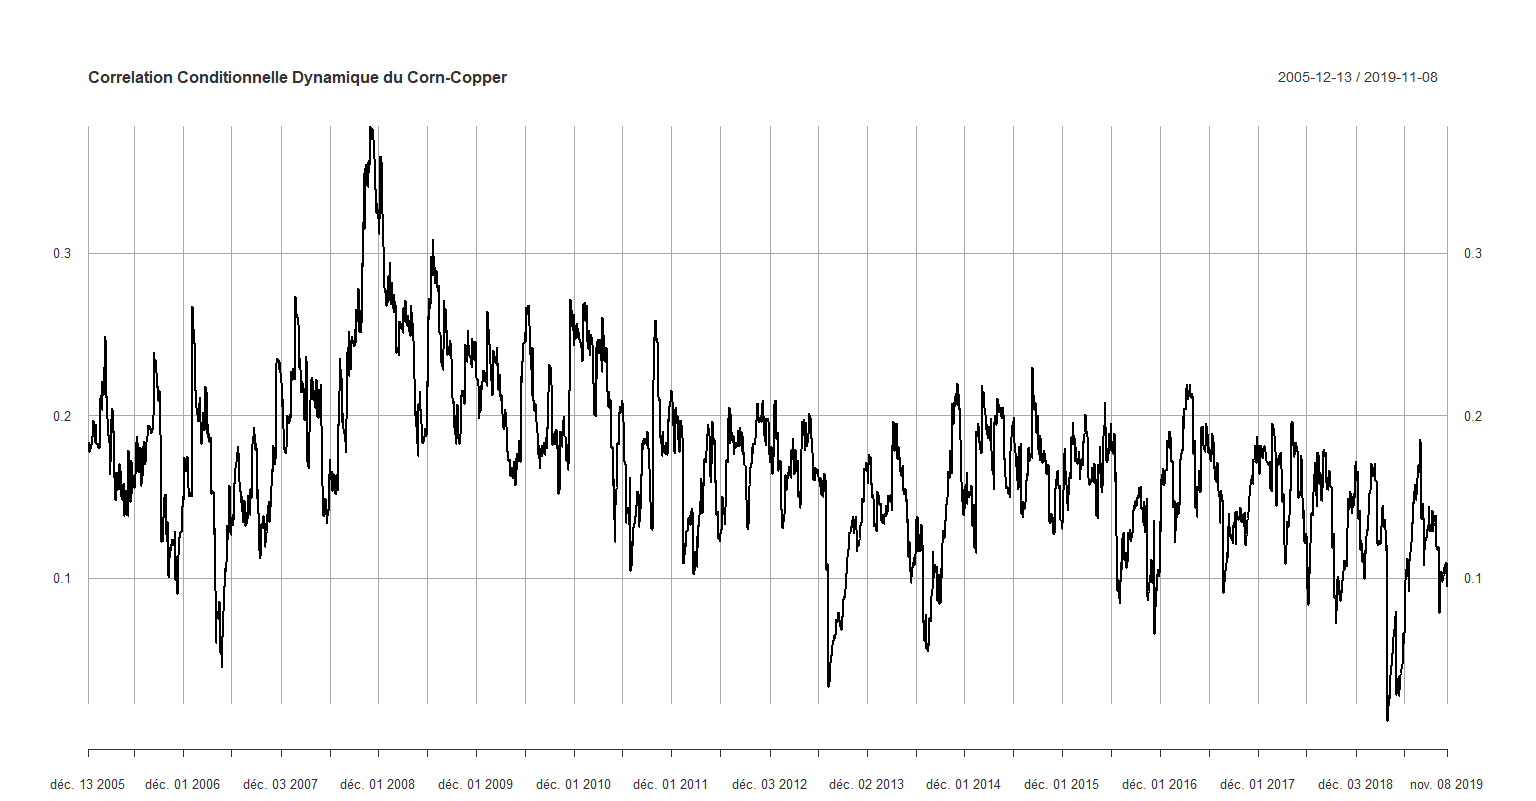 Correlation Conditionnelle Dynamique du Corn-Copper
2005-12-13 / 2019-11-08
0.3 0.3
0.2 0.2
0.1 0.1
déc. 13 2005 déc. 01 2006 déc. 03 2007 déc. 01 2008 déc. 01 2009 déc. 01 2010 déc. 01 2011 déc. 03 2012 déc. 02 2013 déc. 01 2014 déc. 01 2015 déc. 01 2016 déc. 01 2017 déc. 03 2018 nov. 08 2019